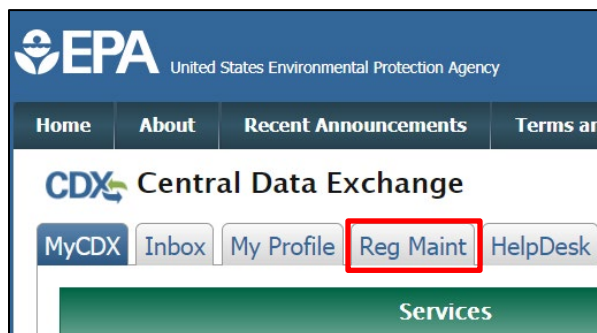 EPA United States Environmental Protection Agency
Home About Recent Announcements Terms
CDX Central Data Exchange
MyCDX Inbox My Profile Reg Maint HelpDesk
Services